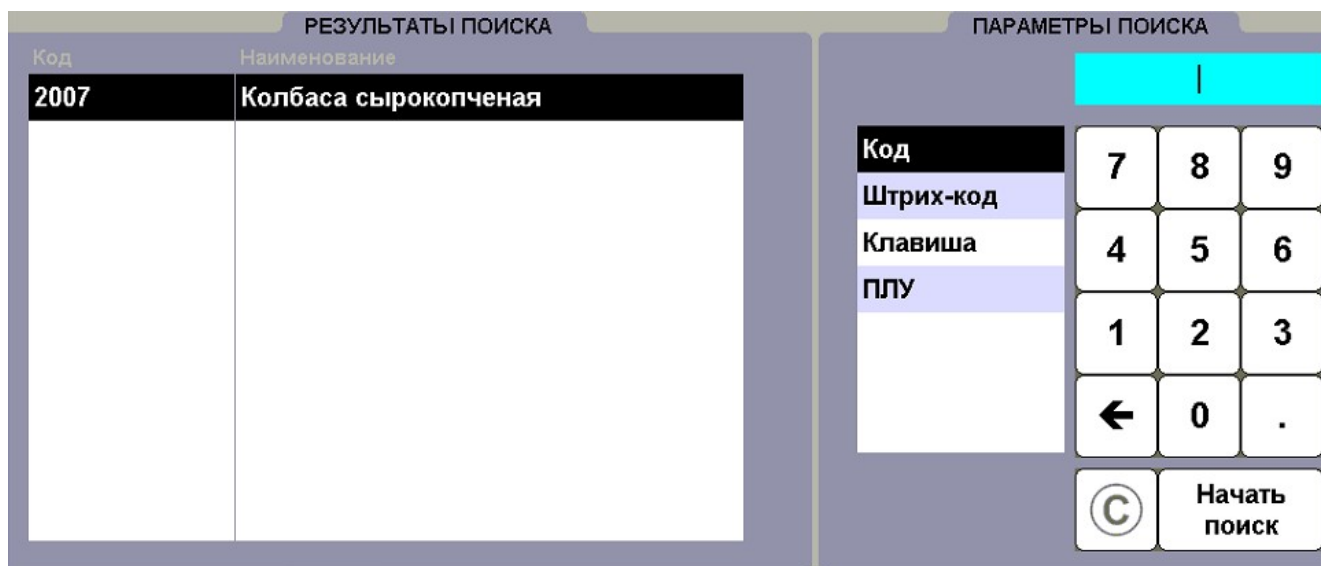 РЕЗУЛЬТАТЫ ПОИСКА
Код Наименование
2007 Колбаса сырокопченая
ПАРАМЕТРЫ ПОИСКА
Код
Штрих-код
Клавиша
ПЛУ
7 8 9
4 5 6
1 2 3
← 0 .
C Начать
поиск